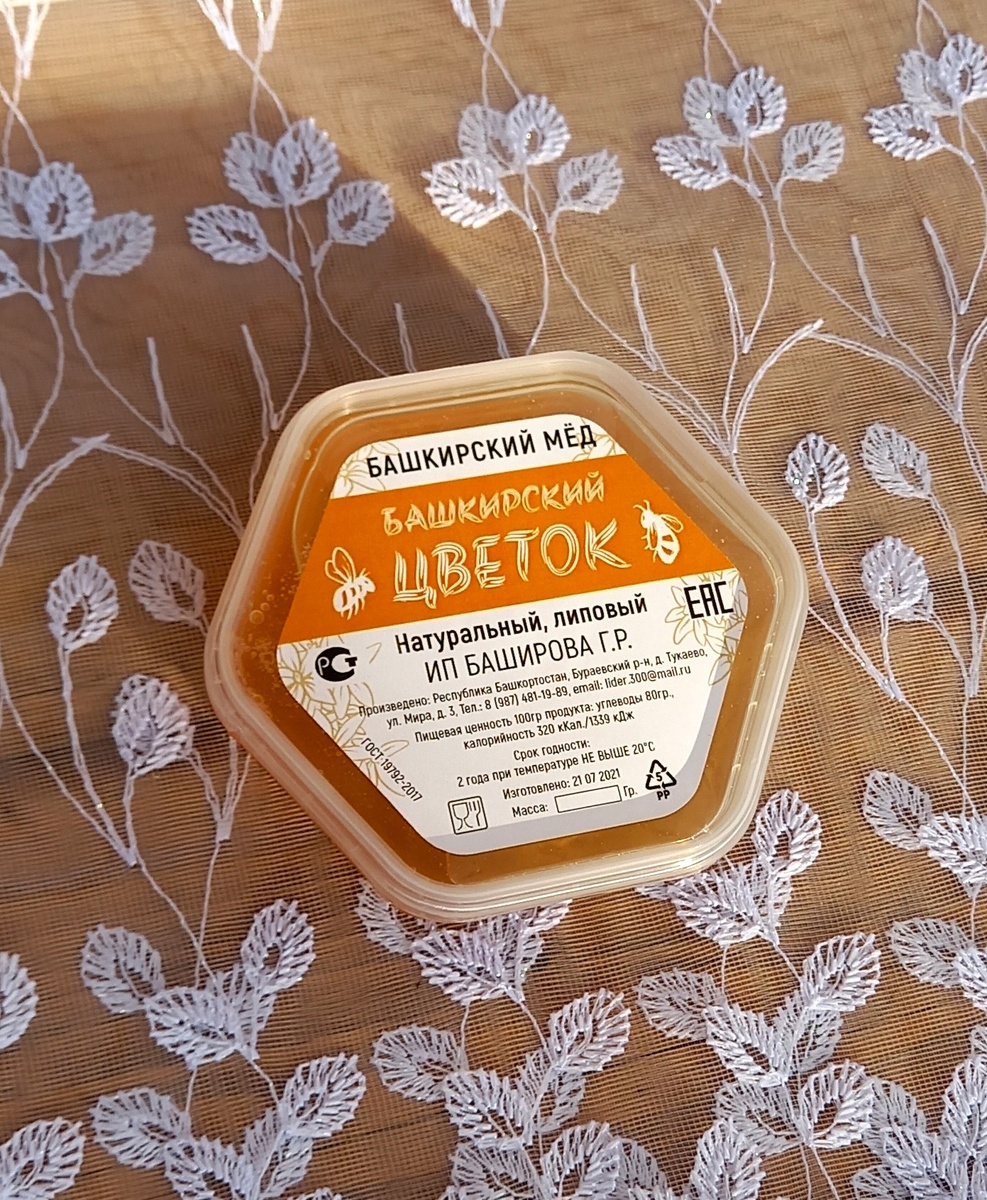 БАШКИРСКИЙ МЁД
БАШКИРСКИЙ
ЦВЕТОК
Натуральный, липовый
ЕАС
ИП БАШИРОВА Г.Р.
РСТ
Произведено: Республика Башкортостан, Бураевский р-н, д. Тукаево,
ул. Мира, д. 3, Тел.: 8 (987) 481-19-89, email: lider.300@mail.ru
Пищевая ценность 100гр продукта: углеводы 80гр.,
калорийность 320 кКал./1339 кДж
ГОСТ 19792-2017
Срок годности:
2 года при температуре НЕ ВЫШЕ 20°С
Изготовлено: 21 07 2021
Масса: Гр.
5
PP